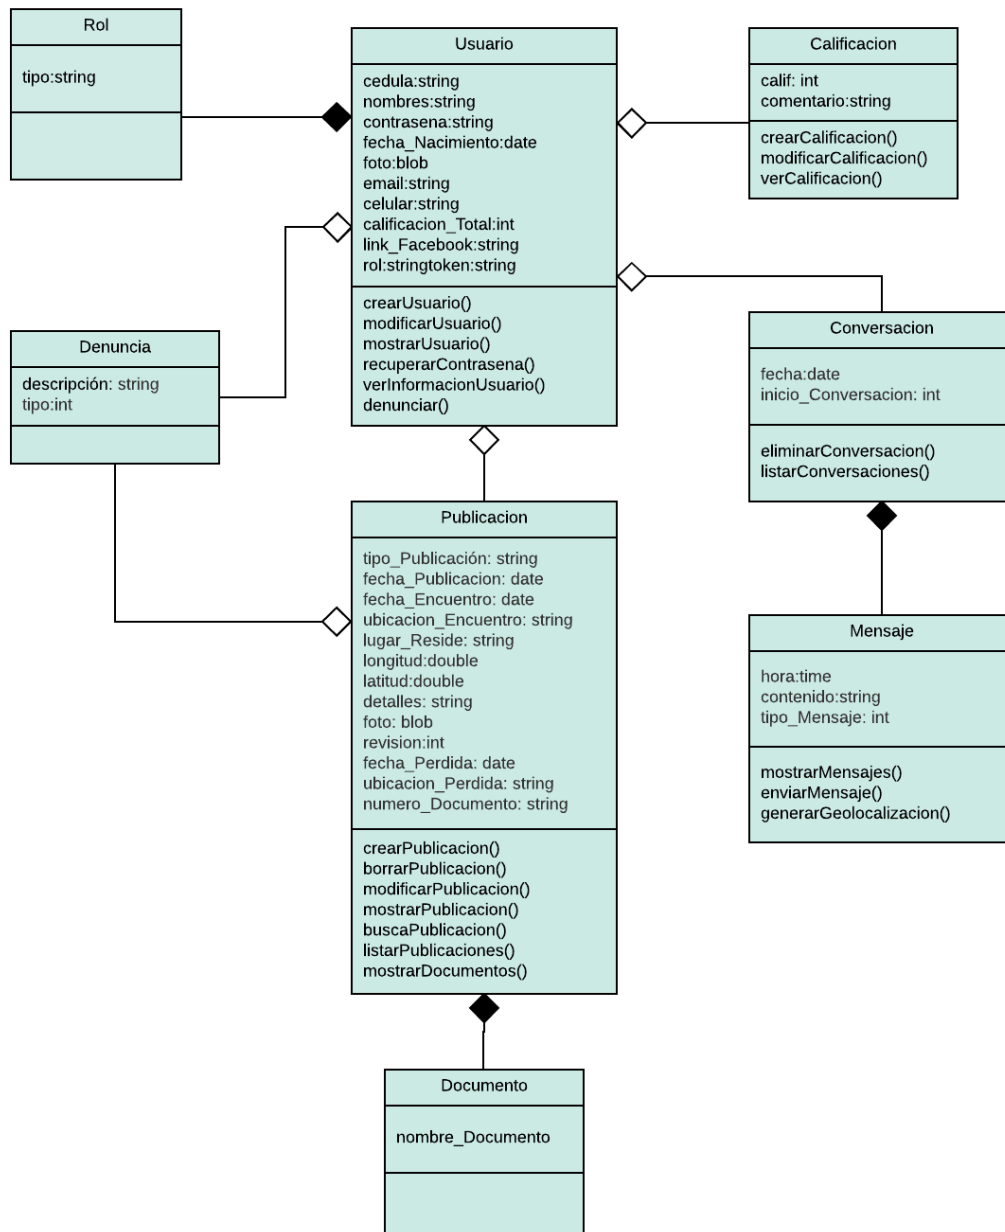 Rol
tipo:string
Usuario
cedula:string
nombres:string
contrasena:string
fecha_Nacimiento:date
foto:blob
email:string
celular:string
calificacion_Total:int
link_Facebook:string
rol:stringtoken:string
crearUsuario()
modificarUsuario()
mostrarUsuario()
recuperarContrasena()
verInformacionUsuario()
denunciar()
Calificacion
calif: int
comentario:string
crearCalificacion()
modificarCalificacion()
verCalificacion()
Denuncia
descripción: string
tipo:int
Conversacion
fecha:date
inicio_Conversacion: int
eliminarConversacion()
listarConversaciones()
Publicacion
tipo_Publicación: string
fecha_Publicacion: date
fecha_Encuentro: date
ubicacion_Encuentro: string
lugar_Reside: string
longitud:double
latitud:double
detalles: string
foto: blob
revision:int
fecha_Perdida: date
ubicacion_Perdida: string
numero_Documento: string
crearPublicacion()
borrarPublicacion()
modificarPublicacion()
mostrarPublicacion()
buscaPublicacion()
listarPublicaciones()
mostrarDocumentos()
Mensaje
hora:time
contenido:string
tipo_Mensaje: int
mostrarMensajes()
enviarMensaje()
generarGeolocalizacion()
Documento
nombre_Documento